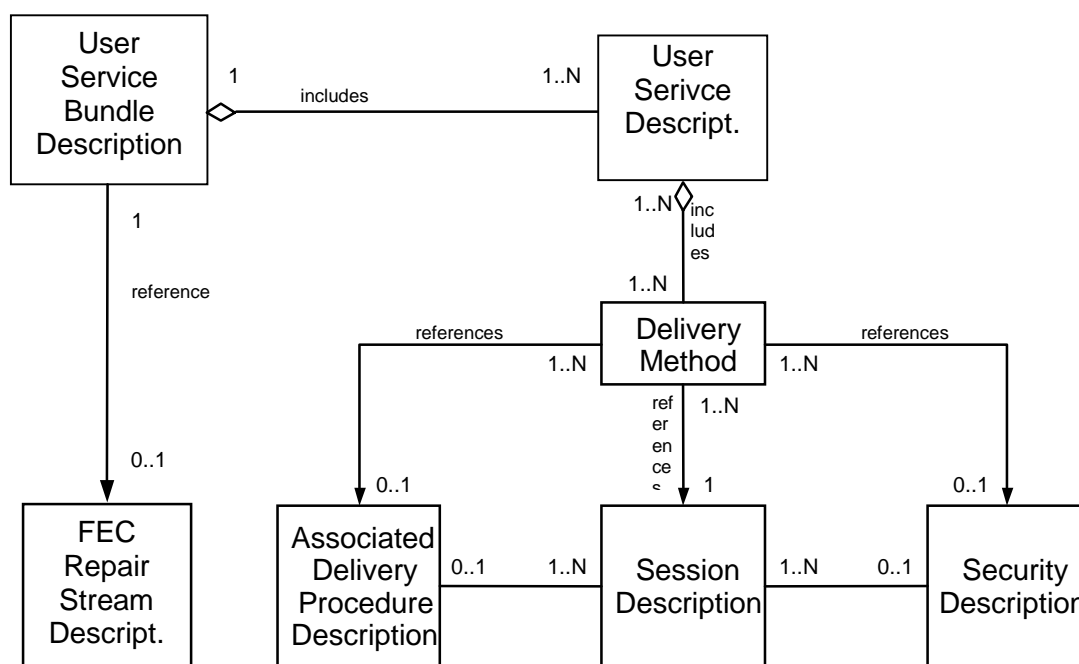 User
Service
Bundle
Description
1
includes
1..N
User
Serivce
Descript.
1..N
inc
lud
es
1..N
1
reference
0..1
FEC
Repair
Stream
Descript.
Delivery
Method
references
1..N
0..1
ref
er
en
ces
1..N
1
references
1..N
0..1
Associated
Delivery
Procedure
Description
0..1
1..N
Session
Description
1..N
0..1
Security
Description